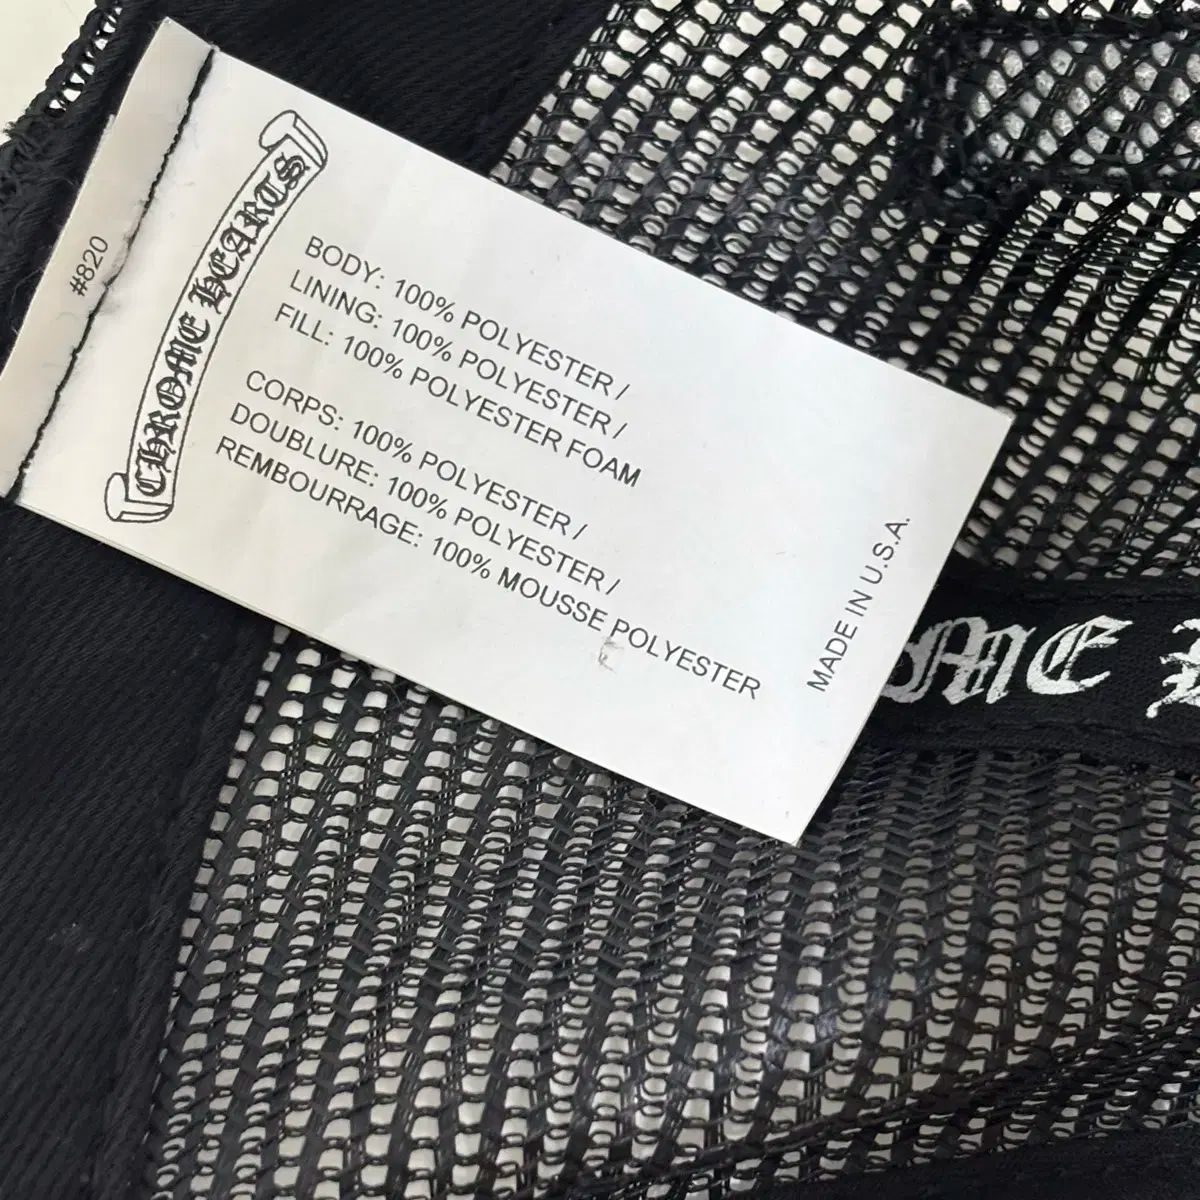 #820
CHROME HEARTS
BODY: 100% POLYESTER /
LINING: 100% POLYESTER /
FILL: 100% POLYESTER FOAM
CORPS: 100% POLYESTER /
DOUBLURE: 100% POLYESTER /
REMBOURRAGE: 100% MOUSSE POLYESTER
MADE IN U.S.A.
OME